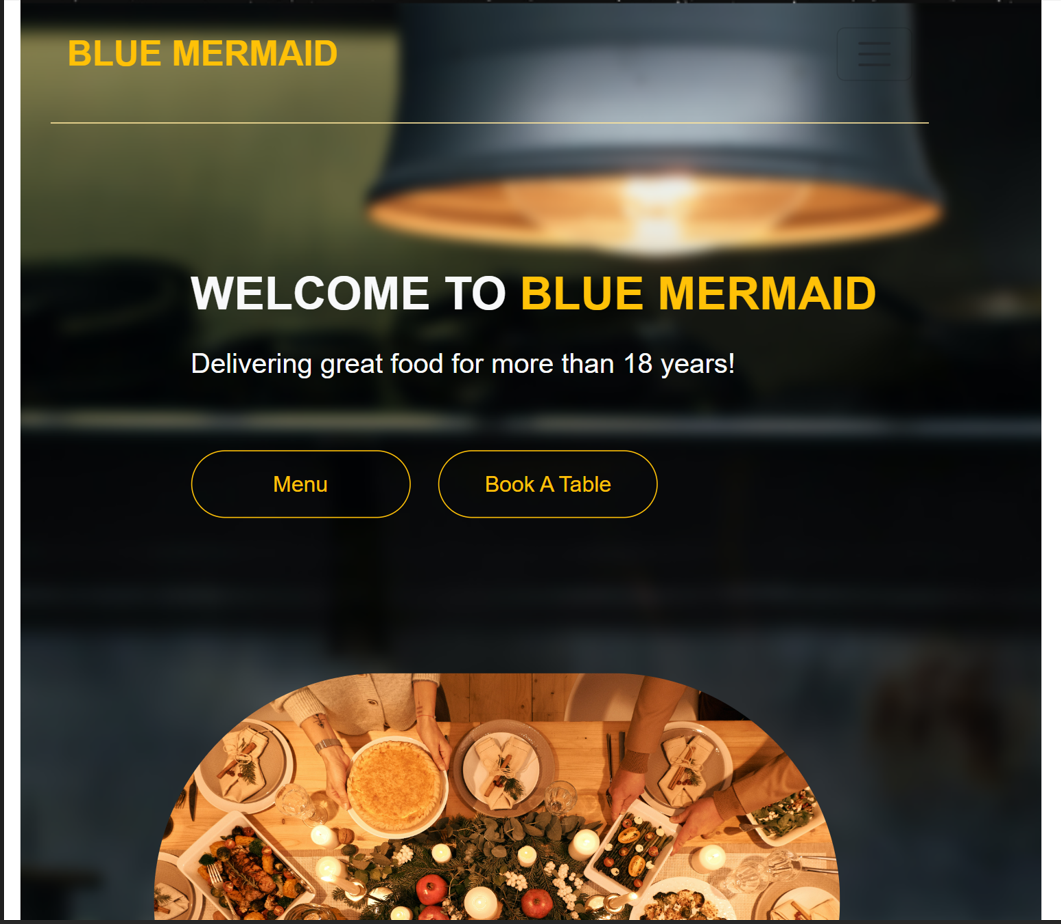 BLUE MERMAID
WELCOME TO BLUE MERMAID
Delivering great food for more than 18 years!
Menu
Book A Table